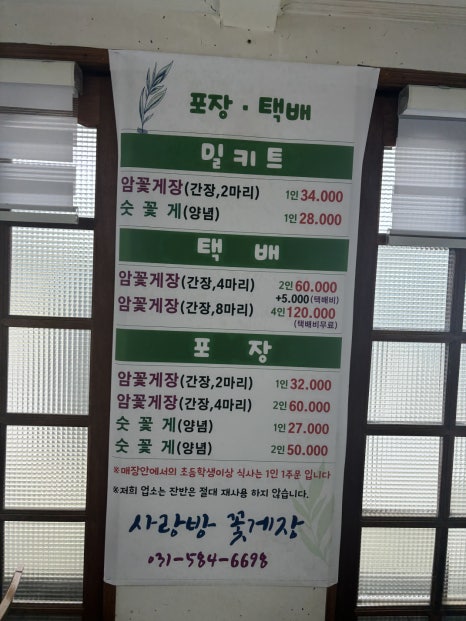 포장 · 택배
밀키트
암꽃게장(간장,2마리) 1인 34.000
숫 꽃 게(양념) 1인 28.000
택 배
암꽃게장(간장,4마리) 2인 60.000
+5.000(택배비)
암꽃게장(간장,8마리) 4인 120.000
(택배비무료)
포 장
암꽃게장(간장,2마리) 1인 32.000
암꽃게장(간장,4마리) 2인 60.000
숫 꽃 게(양념) 1인 27.000
숫 꽃 게(양념) 2인 50.000
※매장안에서의 초등학생이상 식사는 1인 1주문 입니다
※저희 업소는 잔반은 절대 재사용 하지 않습니다.
사랑방 꽃게장
031-584-6698